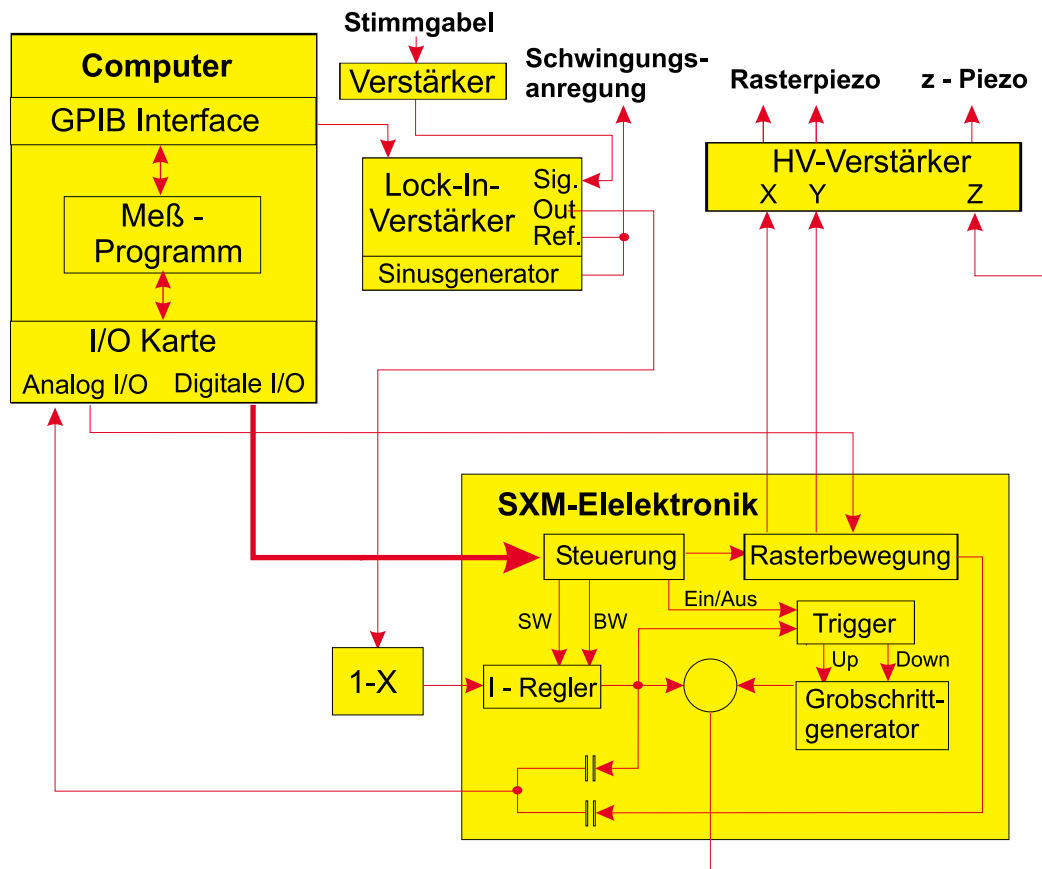 Stimmgabel
Computer
Verstärker
Schwingungs-
anregung
Rasterpiezo
z - Piezo
GPIB Interface
HV-Verstärker
X Y Z
Lock-In-
Verstärker
Sig.
Out
Ref.
Sinusgenerator
Meß -
Programm
I/O Karte
Analog I/O Digitale I/O
SXM-Elelektronik
Steuerung
Rasterbewegung
Ein/Aus
SW BW
Trigger
Up Down
1-X
I - Regler
Grobschritt-
generator